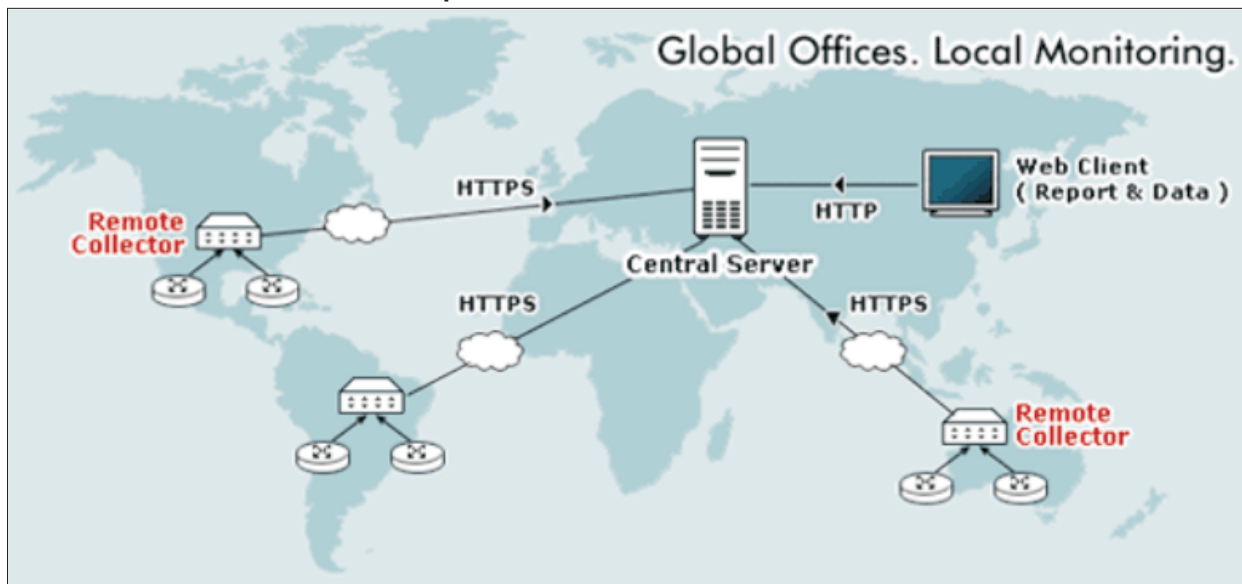 Global Offices. Local Monitoring.
HTTPS
Web Client
( Report & Data )
HTTP
Remote
Collector
Central Server
HTTPS
HTTPS
Remote
Collector